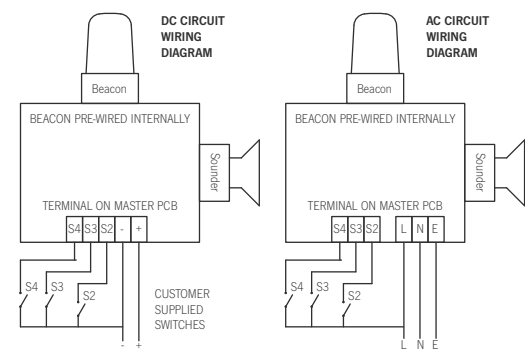 DC CIRCUIT
WIRING
DIAGRAM
Beacon
BEACON PRE-WIRED INTERNALLY
Sounder
TERMINAL ON MASTER PCB
S4 S3 S2 - +
S4 S3 S2
CUSTOMER
SUPPLIED
SWITCHES
- +
AC CIRCUIT
WIRING
DIAGRAM
Beacon
BEACON PRE-WIRED INTERNALLY
Sounder
TERMINAL ON MASTER PCB
S4 S3 S2 L N E
S4 S3 S2
L N E